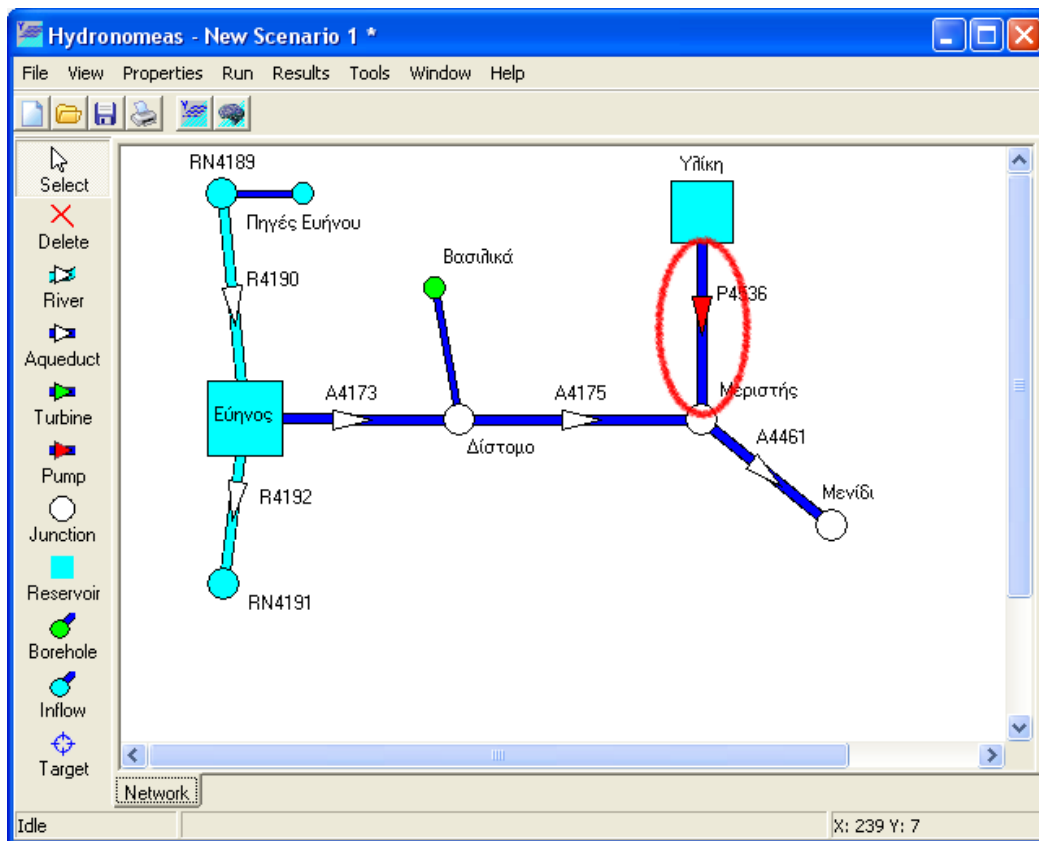 Hydronomeas - New Scenario 1 *
File View Properties Run Results Tools Window Help
Select
Delete
River
Aqueduct
Turbine
Pump
Junction
Reservoir
Borehole
Inflow
Target
RN4189
Πηγές Ευήνου
R4190
Βασιλικά
Υλίκη
P4536
Εύηνος
A4173
Δίστομο
A4175
Μεριστής
A4461
Μενίδι
R4192
RN4191
Network
Idle
X: 239 Y: 7